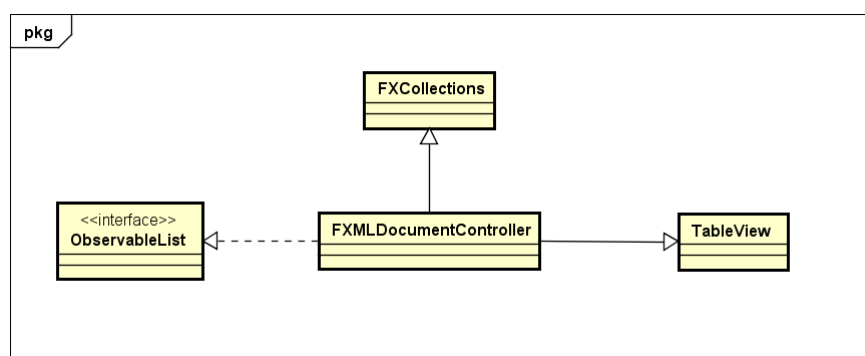 pkg
FXCollections
<<interface>>
ObservableList
FXMLDocumentController
TableView